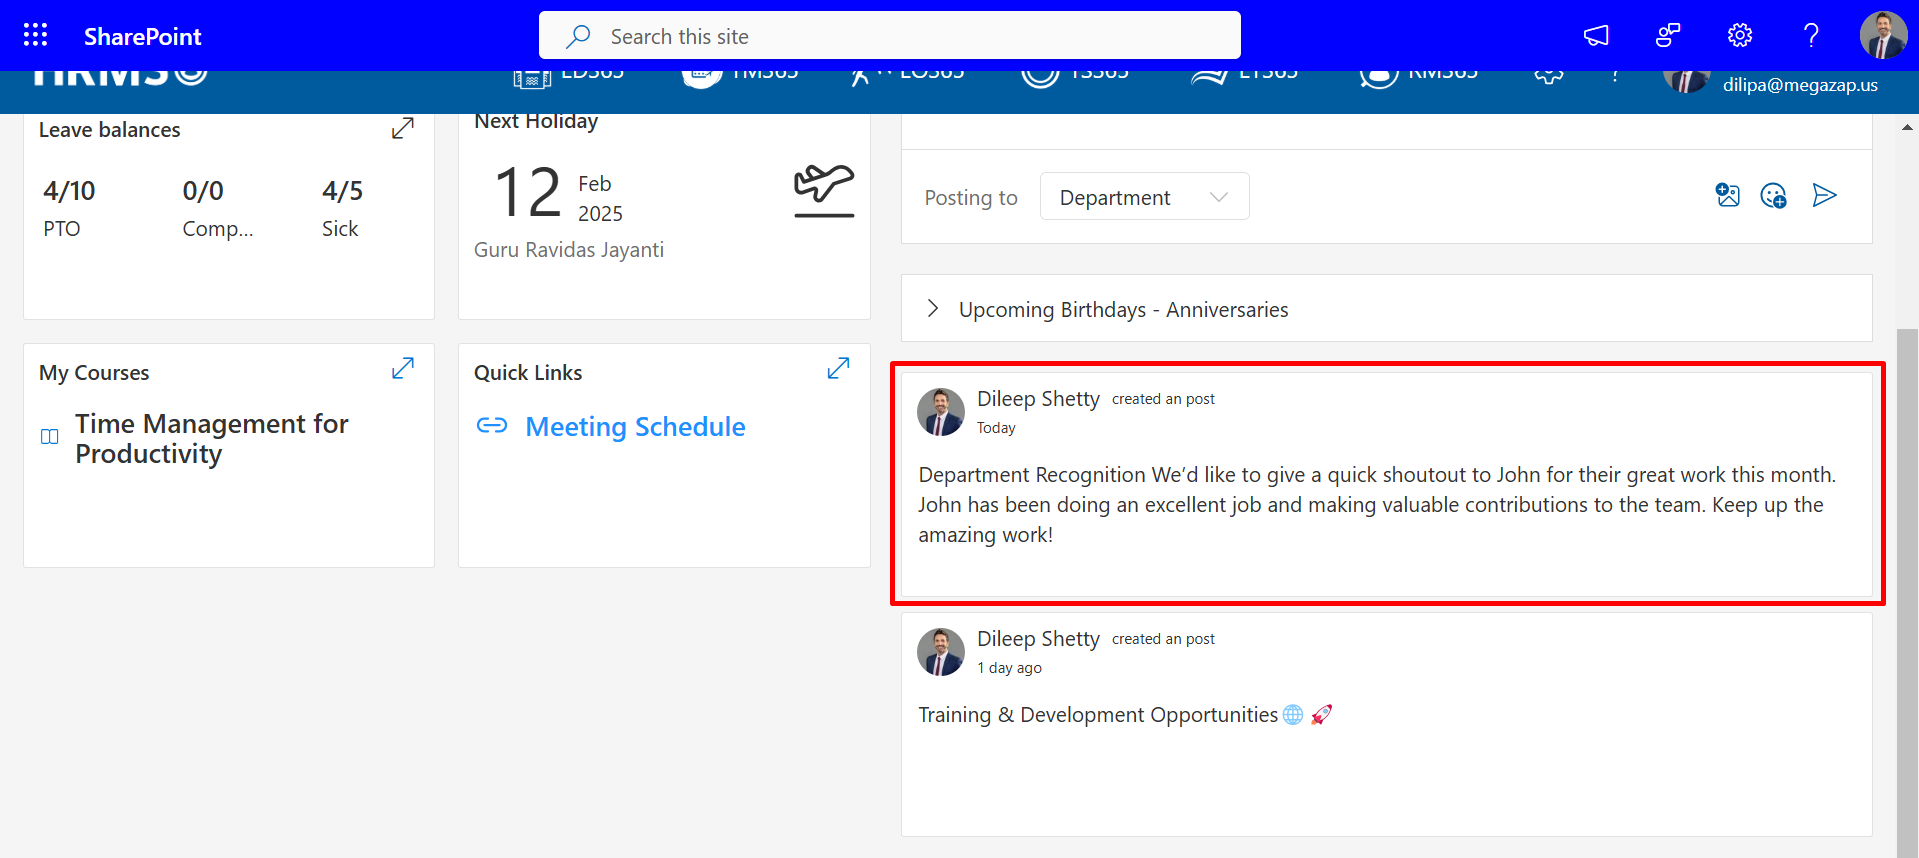 SharePoint
Search this site
dilipa@megazap.us
Leave balances
4/10
0/0
4/5
PTO
Comp...
Sick
Next Holiday
12
Feb
2025
Guru Ravidas Jayanti
Posting to
Department
Upcoming Birthdays - Anniversaries
My Courses
Time Management for
Productivity
Quick Links
Meeting Schedule
Dileep Shetty created an post
Today
Department Recognition We’d like to give a quick shoutout to John for their great work this month.
John has been doing an excellent job and making valuable contributions to the team. Keep up the
amazing work!
Dileep Shetty created an post
1 day ago
Training & Development Opportunities